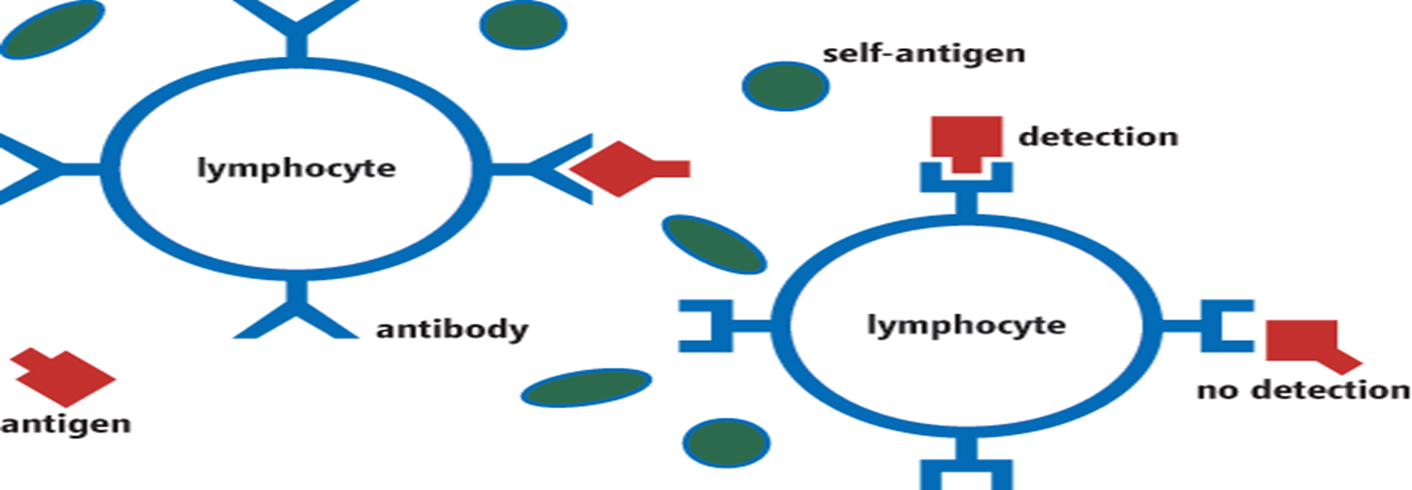 self-antigen
detection
lymphocyte
lymphocyte
antibody
no detection
antigen